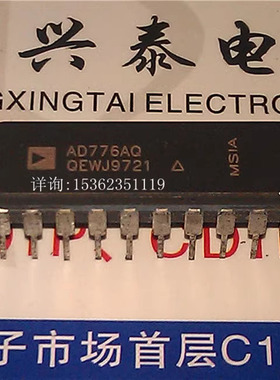 兴 泰 电
GXINGTAI ELECTRO
AD776AQ
QEWJ9721
MSIA
详询: 15362351119
子市场首层C1